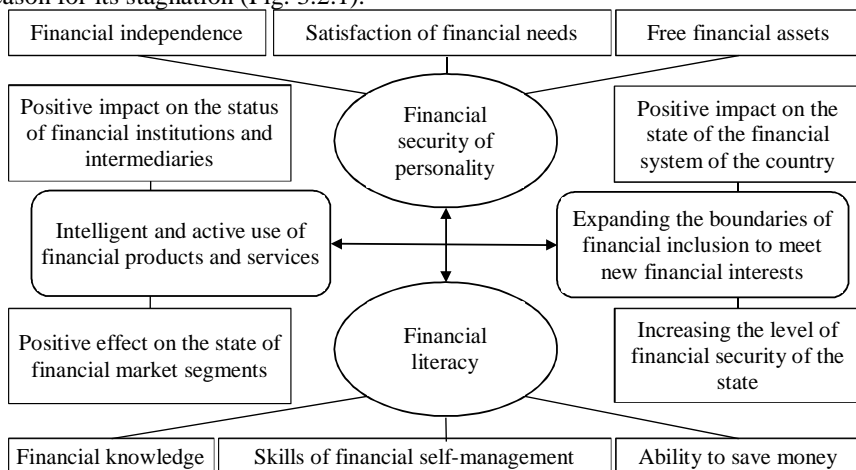 eason for its stagnation (Fig. 3.2.1).
Financial independence
Satisfaction of financial needs
Free financial assets
Positive impact on the status
of financial institutions and
intermediaries
Financial
security of
personality
Positive impact on the
state of the financial
system of the country
Intelligent and active use of
financial products and services
Expanding the boundaries of
financial inclusion to meet
new financial interests
Positive effect on the state of
financial market segments
Financial
literacy
Increasing the level of
financial security of the
state
Financial knowledge
Skills of financial self-management
Ability to save money